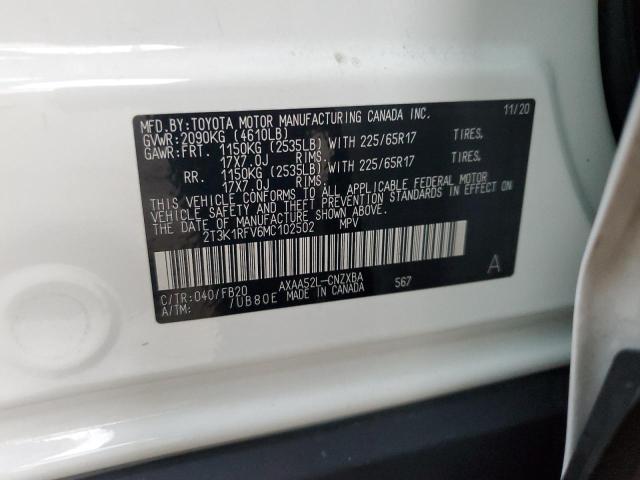 MFD.BY:TOYOTA MOTOR MANUFACTURING CANADA INC. 11/20
GVWR:2090KG (4610LB)
GAWR:FRT. 1150KG (2535LB) WITH 225/65R17 TIRES,
17X7.0J RIMS,
RR. 1150KG (2535LB) WITH 225/65R17 TIRES,
17X7.0J RIMS,
THIS VEHICLE CONFORMS TO ALL APPLICABLE FEDERAL MOTOR
VEHICLE SAFETY AND THEFT PREVENTION STANDARDS IN EFFECT ON
THE DATE OF MANUFACTURE SHOWN ABOVE.
2T3K1RFV6MC102502 MPV
C/TR:040/FB20 AXAA52L-CNZXBA S67 A
A/TM: /UB80E MADE IN CANADA